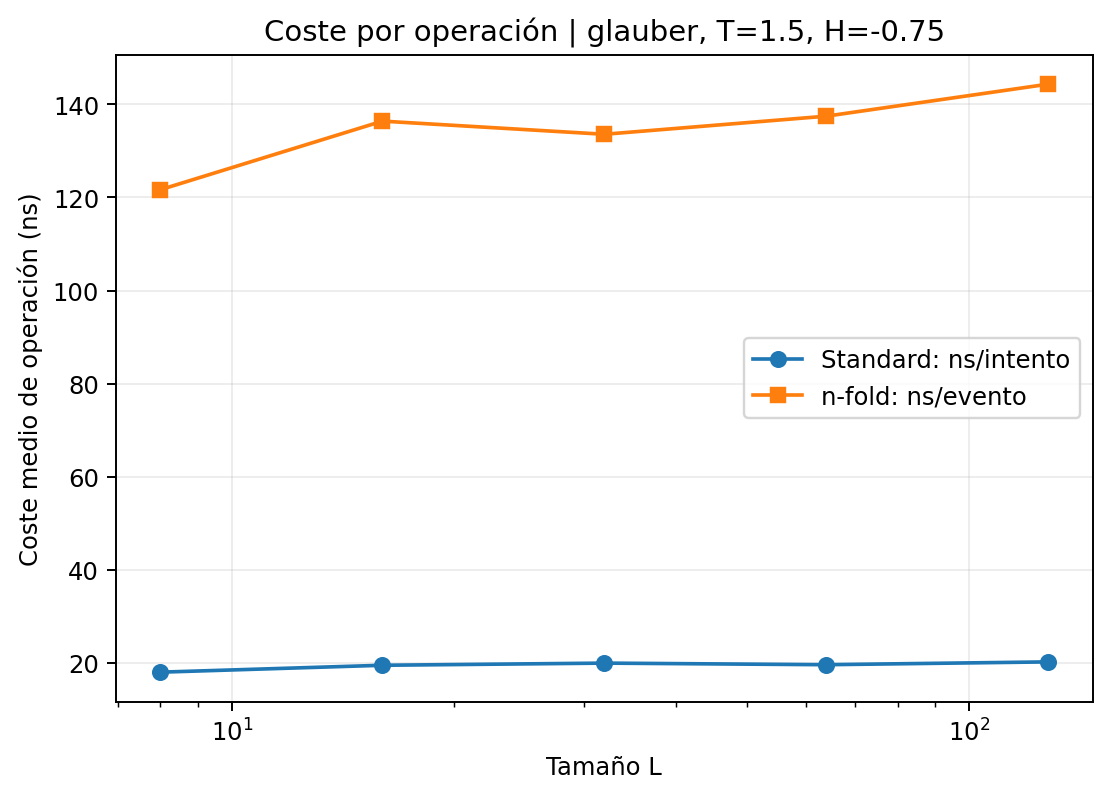 Coste por operación | glauber, T=1.5, H=-0.75
Coste medio de operación (ns)
140
120
100
80
60
40
20
Standard: ns/intento
n-fold: ns/evento
10¹
10²
Tamaño L